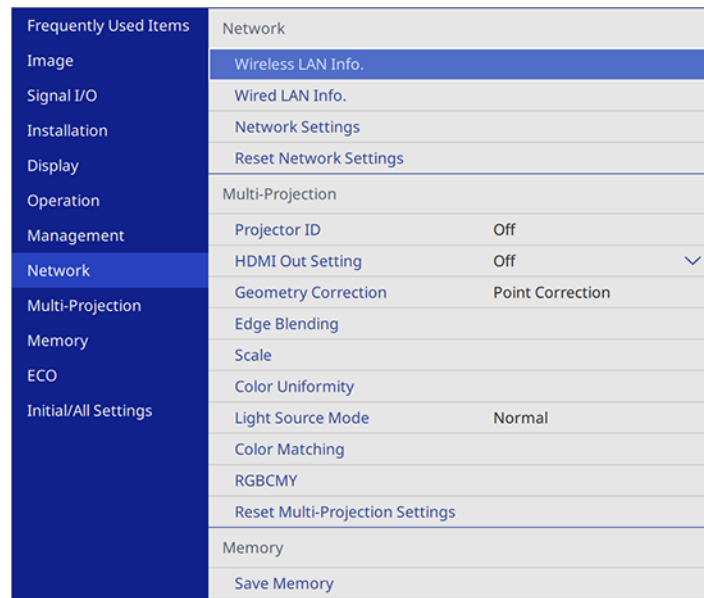 Frequently Used Items
Image
Signal I/O
Installation
Display
Operation
Management
Network
Multi-Projection
Memory
ECO
Initial/All Settings
Network
Wireless LAN Info.
Wired LAN Info.
Network Settings
Reset Network Settings
Multi-Projection
Projector ID Off
HDMI Out Setting Off
Geometry Correction Point Correction
Edge Blending
Scale
Color Uniformity
Light Source Mode Normal
Color Matching
RGBCMY
Reset Multi-Projection Settings
Memory
Save Memory